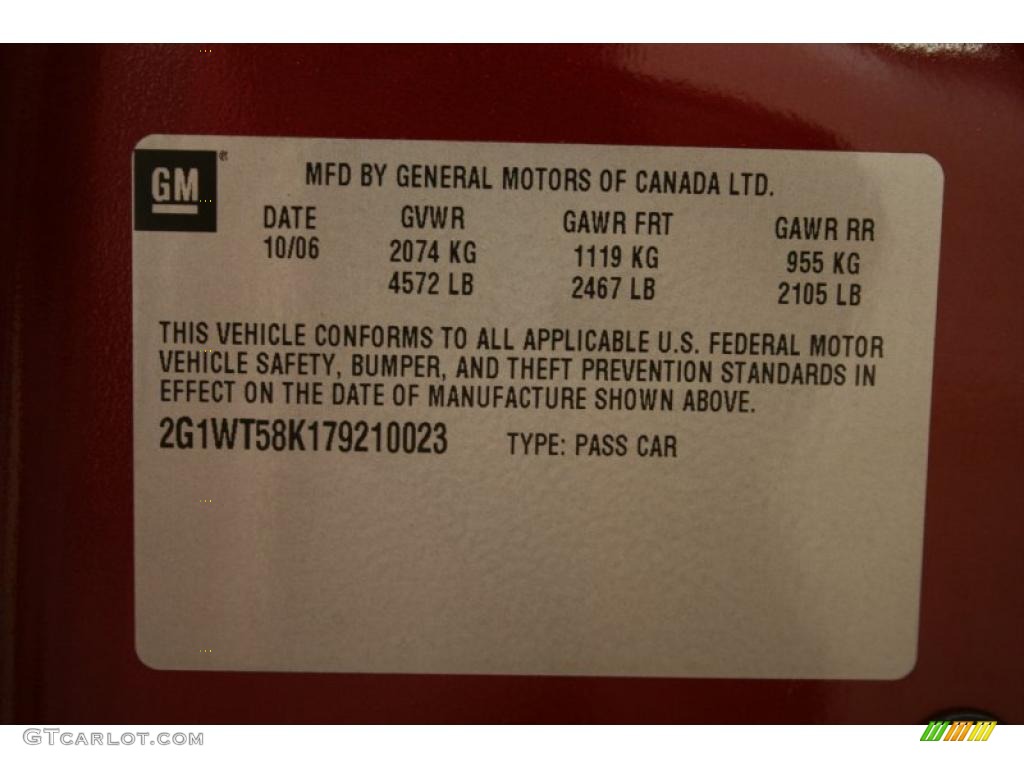 GM®
MFD BY GENERAL MOTORS OF CANADA LTD.
DATE GVWR GAWR FRT GAWR RR
10/06 2074 KG 1119 KG 955 KG
4572 LB 2467 LB 2105 LB
THIS VEHICLE CONFORMS TO ALL APPLICABLE U.S. FEDERAL MOTOR
VEHICLE SAFETY, BUMPER, AND THEFT PREVENTION STANDARDS IN
EFFECT ON THE DATE OF MANUFACTURE SHOWN ABOVE.
2G1WT58K179210023 TYPE: PASS CAR
GTCARLOT.COM